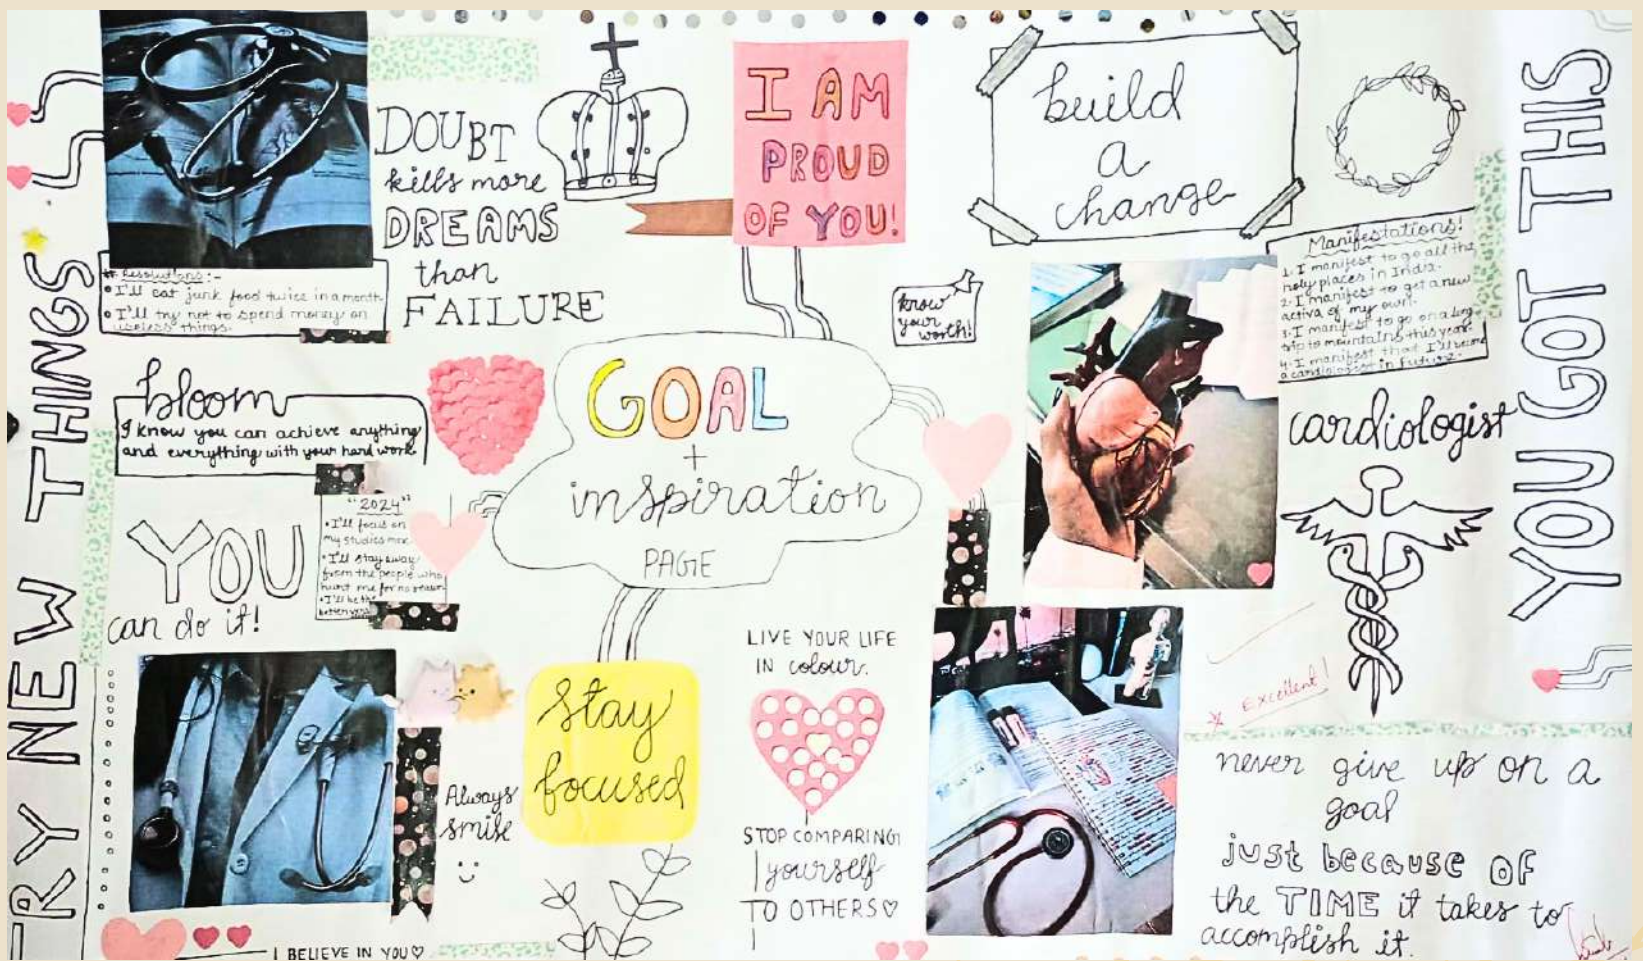 TRY NEW THINGS
# Resolutions:-
• I'll eat junk food twice in a month
• I'll try not to spend money on
useless things.
DOUBT
kills more
DREAMS
than
FAILURE
I AM
PROUD
OF YOU!
build
a
change
know
your
worth!
Manifestations!
1. I manifest to go all the
holy places in India.
2. I manifest to get a new
activa of my own.
3. I manifest to go on a long
trip to mountains this year.
4. I manifest that I'll become
a cardiologist in future.
YOU GOT THIS
bloom
I know you can achieve anything
and everything with your hard work.
GOAL
+
inspiration
PAGE
cardiologist
YOU
can do it!
"2024"
• I'll focus on
my studies more
• I'll stay away
from the people who
hurt me for no reason
• I'll be the
better
LIVE YOUR LIFE
IN colour.
Stay
focused
Always
smile
STOP COMPARING
yourself
TO OTHERS♡
Excellent!
never give up on a
goal
just because OF
the TIME it takes to
accomplish it.
I BELIEVE IN YOU♡